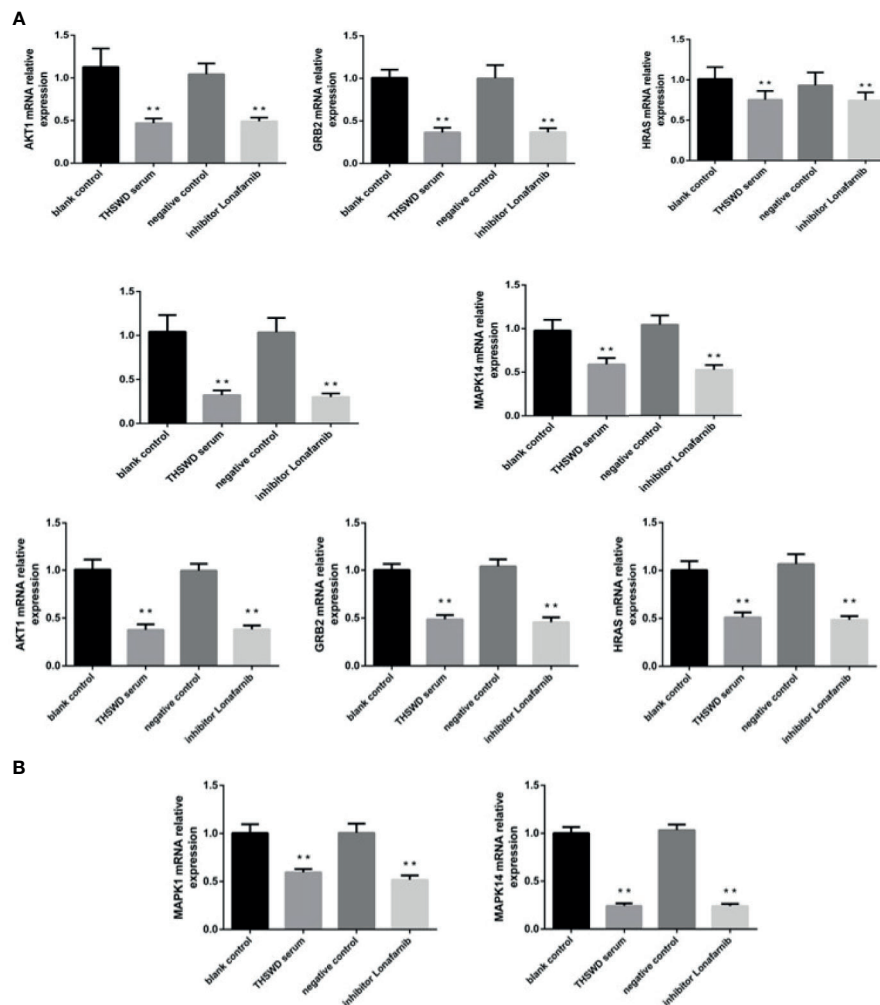 A
AKT1 mRNA relative
expression
1.5
1.0
0.5
0.0
**
**
blank control
THSWD serum
negative control
inhibitor Lonafarnib
GRB2 mRNA relative
expression
1.5
1.0
0.5
0.0
**
**
blank control
THSWD serum
negative control
inhibitor Lonafarnib
HRAS mRNA relative
expression
1.5
1.0
0.5
0.0
**
**
blank control
THSWD serum
negative control
inhibitor Lonafarnib
1.5
1.0
0.5
0.0
**
**
blank control
THSWD serum
negative control
inhibitor Lonafarnib
MAPK14 mRNA relative
expression
1.5
1.0
0.5
0.0
**
**
blank control
THSWD serum
negative control
inhibitor Lonafarnib
AKT1 mRNA relative
expression
1.5
1.0
0.5
0.0
**
**
blank control
THSWD serum
negative control
inhibitor Lonafarnib
GRB2 mRNA relative
expression
1.5
1.0
0.5
0.0
**
**
blank control
THSWD serum
negative control
inhibitor Lonafarnib
HRAS mRNA relative
expression
1.5
1.0
0.5
0.0
**
**
blank control
THSWD serum
negative control
inhibitor Lonafarnib
B
MAPK1 mRNA relative
expression
1.5
1.0
0.5
0.0
**
**
blank control
THSWD serum
negative control
inhibitor Lonafarnib
MAPK14 mRNA relative
expression
1.5
1.0
0.5
0.0
**
**
blank control
THSWD serum
negative control
inhibitor Lonafarnib